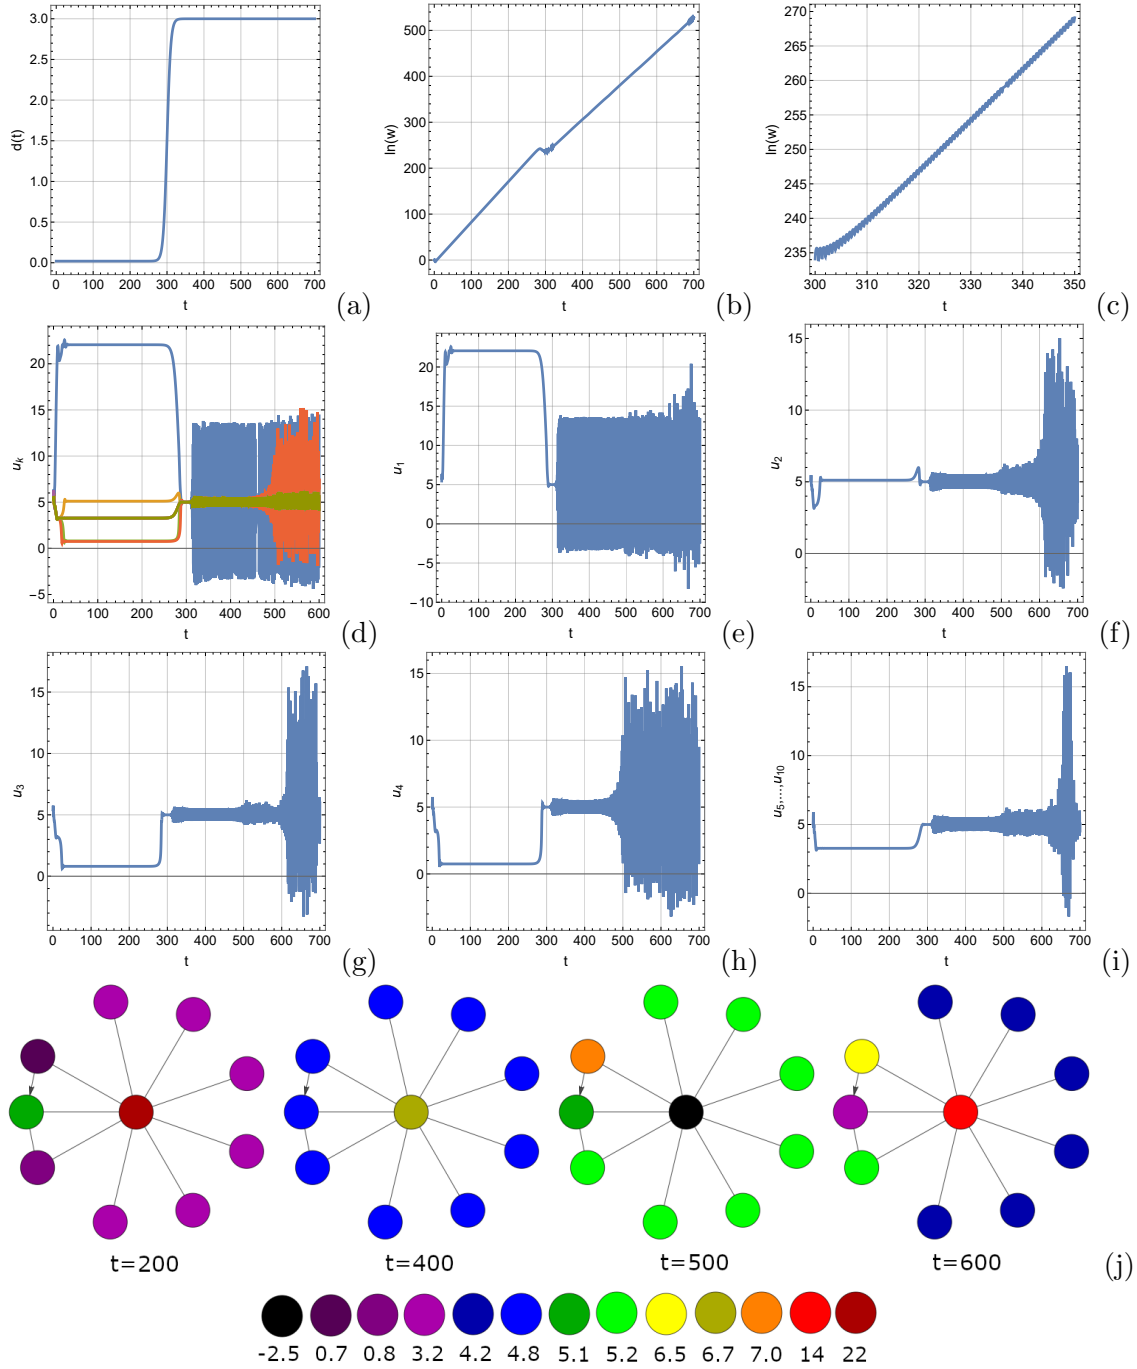 3.0
2.5
2.0
1.5
1.0
0.5
0.0
d(t)
0 100 200 300 400 500 600 700
t
(a)
500
400
300
200
100
0
ln(w)
0 100 200 300 400 500 600 700
t
(b)
270
265
260
255
250
245
240
235
ln(w)
300 310 320 330 340 350
t
(c)
20
15
10
5
0
−5
u_k
0 100 200 300 400 500 600
t
(d)
20
15
10
5
0
−5
−10
u_1
0 100 200 300 400 500 600 700
t
(e)
15
10
5
0
u_2
0 100 200 300 400 500 600 700
t
(f)
15
10
5
0
u_3
0 100 200 300 400 500 600 700
t
(g)
15
10
5
0
u_4
0 100 200 300 400 500 600 700
t
(h)
15
10
5
0
u_5,...,u_10
0 100 200 300 400 500 600 700
t
(i)
t=200 t=400 t=500 t=600
(j)
-2.5 0.7 0.8 3.2 4.2 4.8 5.1 5.2 6.5 6.7 7.0 14 22